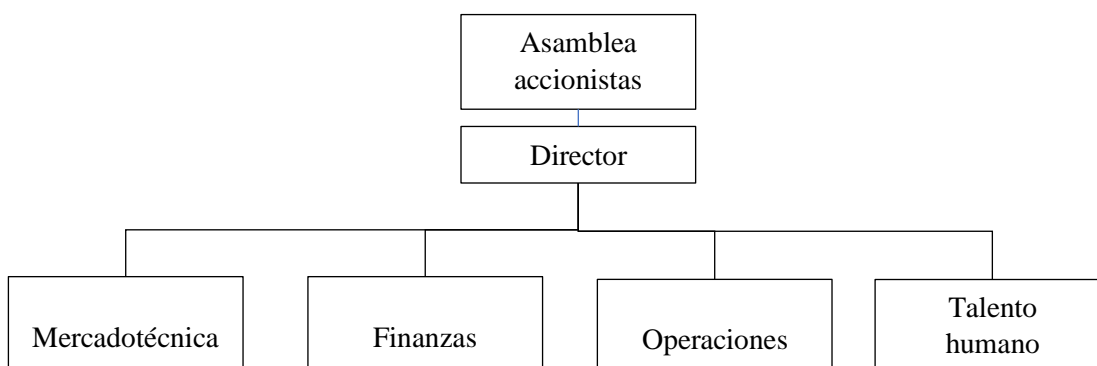 Asamblea
accionistas
Director
Mercadotécnica
Finanzas
Operaciones
Talento
humano